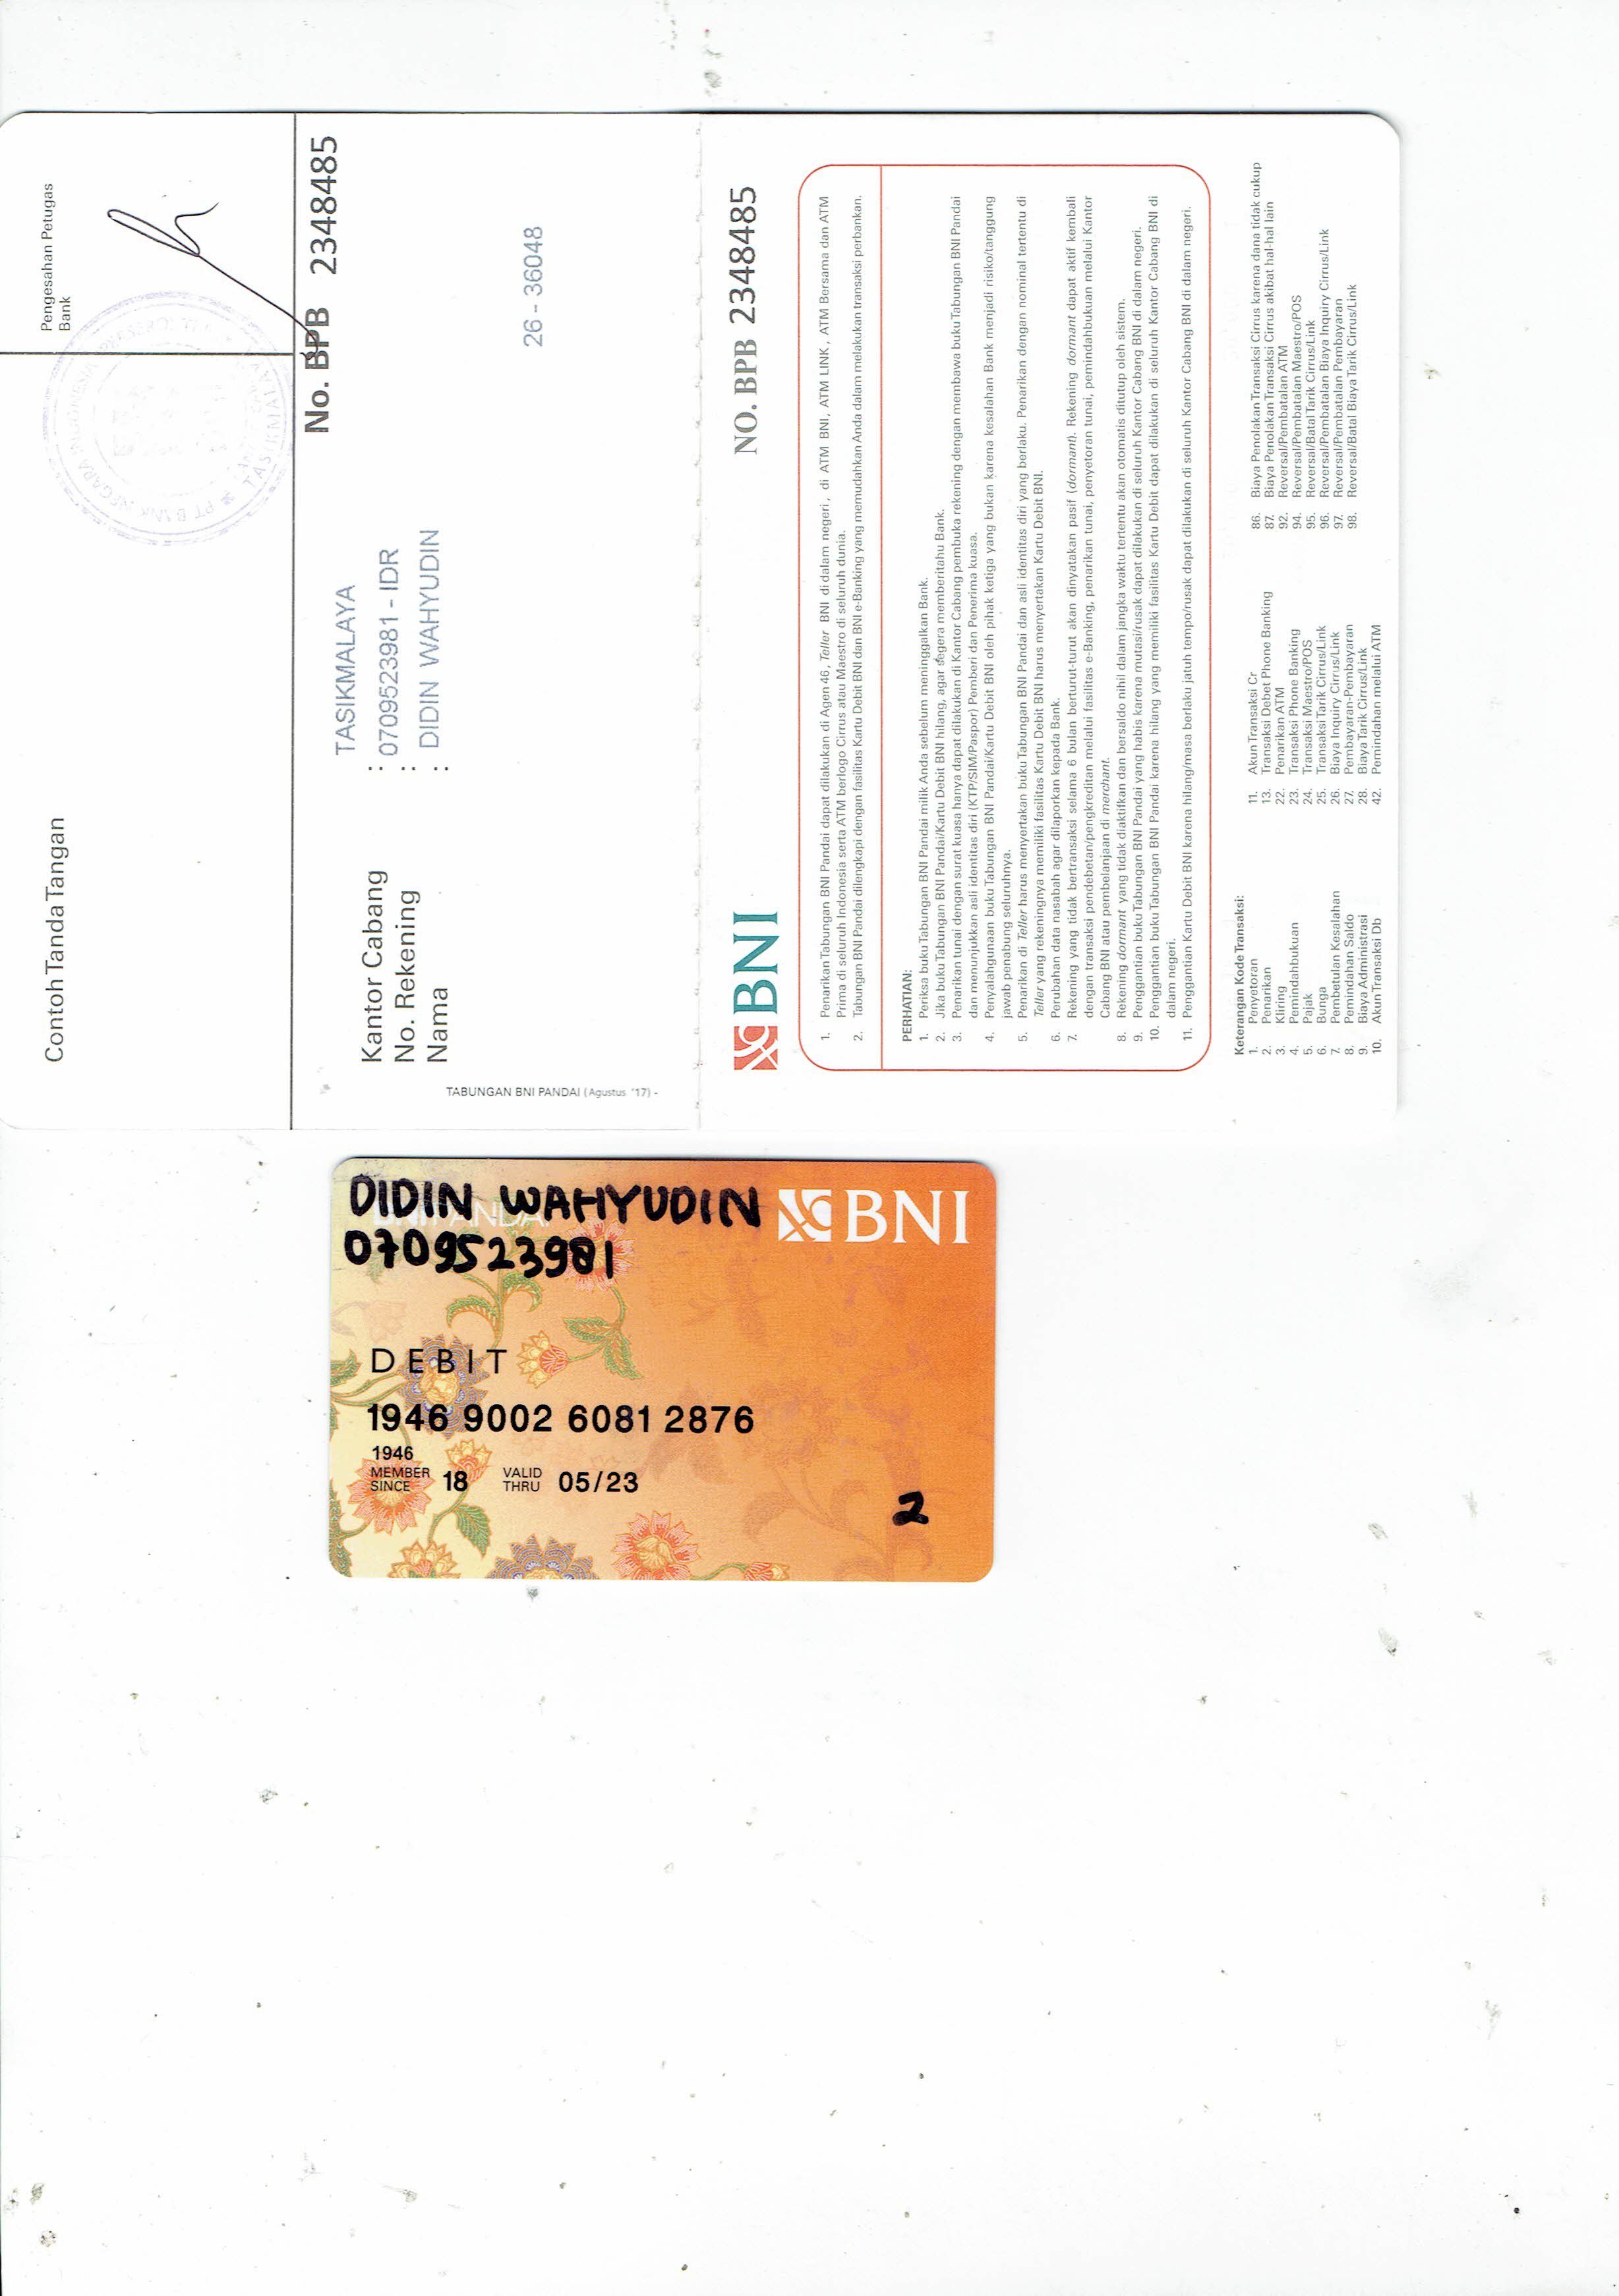 Contoh Tanda Tangan
Pengesahan Petugas
Bank
No. BPB 2348485
Kantor Cabang : TASIKMALAYA
No. Rekening : 0709523981 - IDR
Nama : DIDIN WAHYUDIN
26 - 36048
TABUNGAN BNI PANDAI (Agustus '17) -
BNI
NO. BPB 2348485
1. Penarikan Tabungan BNI Pandai dapat dilakukan di Agen 46, Teller BNI di dalam negeri, di ATM BNI, ATM LINK, ATM Bersama dan ATM
Prima di seluruh Indonesia serta ATM berlogo Cirrus atau Maestro di seluruh dunia.
2. Tabungan BNI Pandai dilengkapi dengan fasilitas Kartu Debit BNI dan BNI e-Banking yang memudahkan Anda dalam melakukan transaksi perbankan.
PERHATIAN:
1. Periksa buku Tabungan BNI Pandai milik Anda sebelum meninggalkan Bank.
2. Jika buku Tabungan BNI Pandai/Kartu Debit BNI hilang, agar segera memberitahu Bank.
3. Penarikan tunai dengan surat kuasa hanya dapat dilakukan di Kantor Cabang pembuka rekening dengan membawa buku Tabungan BNI Pandai
dan menunjukkan asli identitas diri (KTP/SIM/Paspor) Pemberi dan Penerima kuasa.
4. Penyalahgunaan buku Tabungan BNI Pandai/Kartu Debit BNI oleh pihak ketiga yang bukan karena kesalahan Bank menjadi risiko/tanggung
jawab penabung seluruhnya.
5. Penarikan di Teller harus menyertakan buku Tabungan BNI Pandai dan asli identitas diri yang berlaku. Penarikan dengan nominal tertentu di
Teller yang rekeningnya memiliki fasilitas Kartu Debit BNI harus menyertakan Kartu Debit BNI.
6. Perubahan data nasabah agar dilaporkan kepada Bank.
7. Rekening yang tidak bertransaksi selama 6 bulan berturut-turut akan dinyatakan pasif (dormant). Rekening dormant dapat aktif kembali
dengan transaksi pendebetan/pengkreditan melalui fasilitas e-Banking, penarikan tunai, penyetoran tunai, pemindahbukuan melalui Kantor
Cabang BNI atau pembelanjaan di merchant.
8. Rekening dormant yang tidak diaktifkan dan bersaldo nihil dalam jangka waktu tertentu akan otomatis ditutup oleh sistem.
9. Penggantian buku Tabungan BNI Pandai yang habis karena mutasi/rusak dapat dilakukan di seluruh Kantor Cabang BNI di dalam negeri.
10. Penggantian buku Tabungan BNI Pandai karena hilang yang memiliki fasilitas Kartu Debit dapat dilakukan di seluruh Kantor Cabang BNI di
dalam negeri.
11. Penggantian Kartu Debit BNI karena hilang/masa berlaku jatuh tempo/rusak dapat dilakukan di seluruh Kantor Cabang BNI di dalam negeri.
Keterangan Kode Transaksi:
1. Penyetoran
2. Penarikan
3. Kliring
4. Pemindahbukuan
5. Pajak
6. Bunga
7. Pembetulan Kesalahan
8. Pemindahan Saldo
9. Biaya Administrasi
10. Akun Transaksi Db
11. Akun Transaksi Cr
13. Transaksi Debet Phone Banking
22. Penarikan ATM
23. Transaksi Phone Banking
24. Transaksi Maestro/POS
25. Transaksi Tarik Cirrus/Link
26. Biaya Inquiry Cirrus/Link
27. Pembayaran-Pembayaran
28. Biaya Tarik Cirrus/Link
42. Pemindahan melalui ATM
86. Biaya Penolakan Transaksi Cirrus karena dana tidak cukup
87. Biaya Penolakan Transaksi Cirrus akibat hal-hal lain
92. Reversal/Pembatalan ATM
94. Reversal/Pembatalan Maestro/POS
95. Reversal/Batal Tarik Cirrus/Link
96. Reversal/Pembatalan Biaya Inquiry Cirrus/Link
97. Reversal/Pembatalan Pembayaran
98. Reversal/Batal Biaya Tarik Cirrus/Link
DIDIN WAHYUDIN
0709523981
BNI
DEBIT
1946 9002 6081 2876
1946
MEMBER SINCE 18 VALID THRU 05/23
2